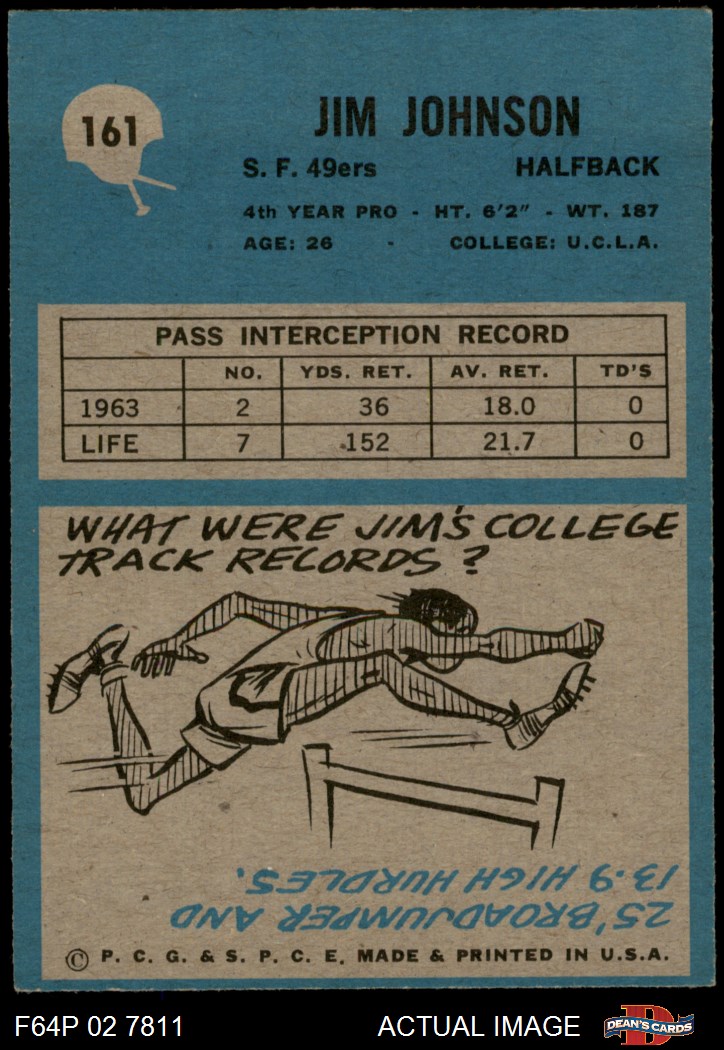 161
JIM JOHNSON
S. F. 49ers HALFBACK
4th YEAR PRO - HT. 6'2" - WT. 187
AGE: 26 - COLLEGE: U.C.L.A.
PASS INTERCEPTION RECORD
NO. YDS. RET. AV. RET. TD'S
1963 2 36 18.0 0
LIFE 7 152 21.7 0
WHAT WERE JIM'S COLLEGE
TRACK RECORDS ?
25' BROADJUMPER AND
13.9 HIGH HURDLES.
© P. C. G. & S. P. C. E. MADE & PRINTED IN U.S.A.
F64P 02 7811 ACTUAL IMAGE D DEAN'S CARDS